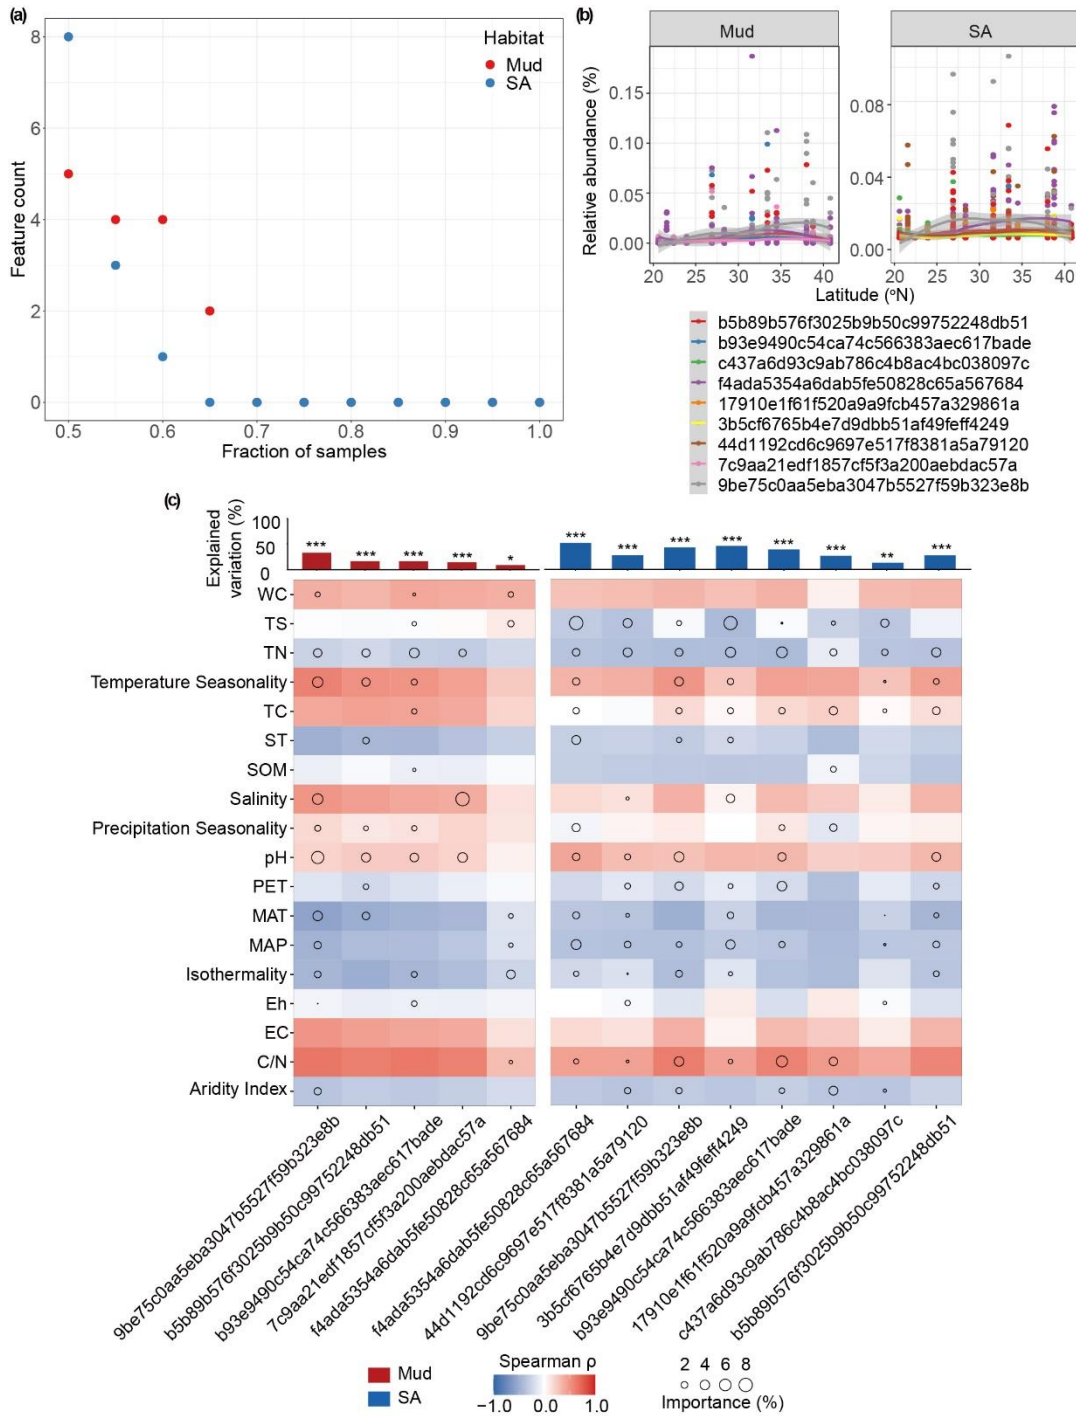 (a)
Feature count
8
6
4
2
0
Habitat
Mud
SA
0.5 0.6 0.7 0.8 0.9 1.0
Fraction of samples
(b)
Mud SA
Relative abundance (%)
0.15
0.10
0.05
0.00
0.08
0.04
0.00
20 25 30 35 40 20 25 30 35 40
Latitude (°N)
b5b89b576f3025b9b50c99752248db51
b93e9490c54ca74c566383aec617bade
c437a6d93c9ab786c4b8ac4bc038097c
f4ada5354a6dab5fe50828c65a567684
17910e1f61f520a9a9fcb457a329861a
3b5cf6765b4e7d9dbb51af49feff4249
44d1192cd6c9697e517f8381a5a79120
7c9aa21edf1857cf5f3a200aebdac57a
9be75c0aa5eba3047b5527f59b323e8b
(c)
Explained
variation (%)
100
50
0
*** *** *** *** * *** *** *** *** *** *** ** ***
WC
TS
TN
Temperature Seasonality
TC
ST
SOM
Salinity
Precipitation Seasonality
pH
PET
MAT
MAP
Isothermality
Eh
EC
C/N
Aridity Index
9be75c0aa5eba3047b5527f59b323e8b
b5b89b576f3025b9b50c99752248db51
b93e9490c54ca74c566383aec617bade
7c9aa21edf1857cf5f3a200aebdac57a
f4ada5354a6dab5fe50828c65a567684
f4ada5354a6dab5fe50828c65a567684
44d1192cd6c9697e517f8381a5a79120
9be75c0aa5eba3047b5527f59b323e8b
3b5cf6765b4e7d9dbb51af49feff4249
b93e9490c54ca74c566383aec617bade
17910e1f61f520a9a9fcb457a329861a
c437a6d93c9ab786c4b8ac4bc038097c
b5b89b576f3025b9b50c99752248db51
Mud
SA
Spearman ρ
−1.0 0.0 1.0
2 4 6 8
Importance (%)